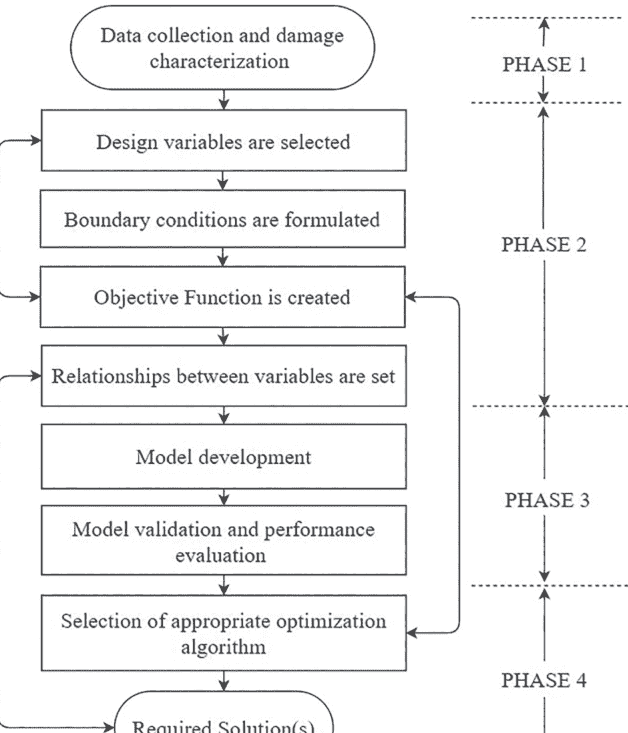 Data collection and damage
characterization
PHASE 1
Design variables are selected
Boundary conditions are formulated
PHASE 2
Objective Function is created
Relationships between variables are set
Model development
PHASE 3
Model validation and performance
evaluation
Selection of appropriate optimization
algorithm
PHASE 4
Required Solution(s)